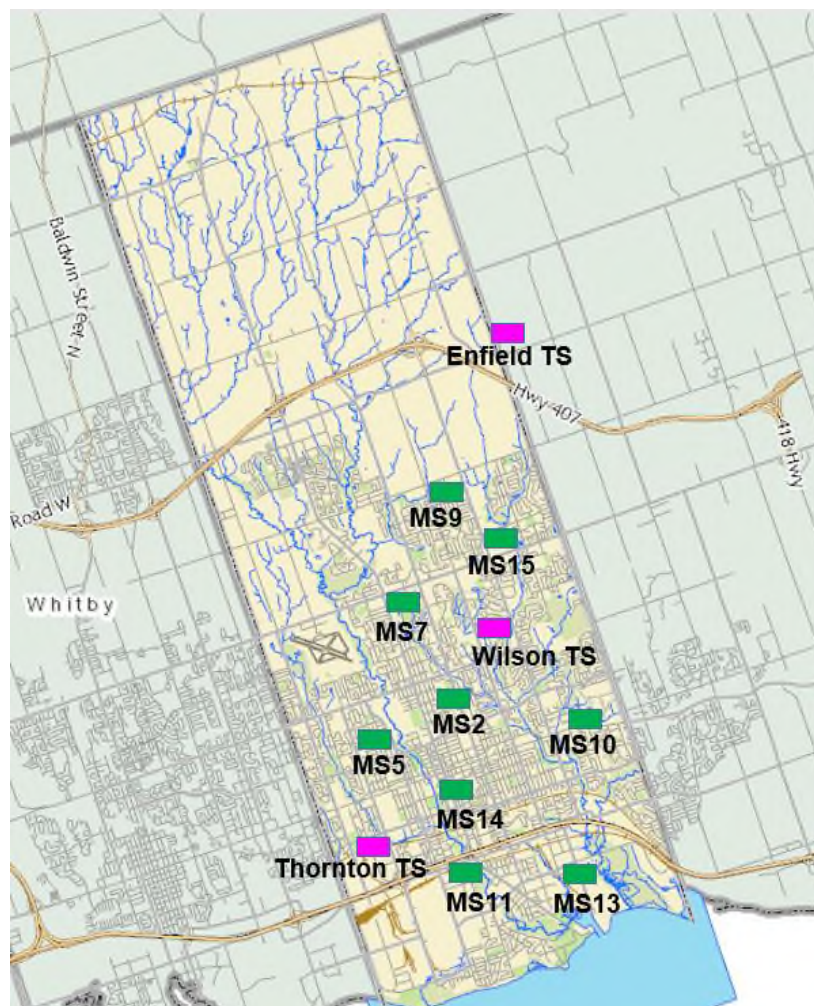 Baldwin Street N
Enfield TS
Hwy 407
418 Hwy
Road W
MS9
MS15
Whitby
MS7
Wilson TS
MS2
MS10
MS5
MS14
Thornton TS
MS11
MS13